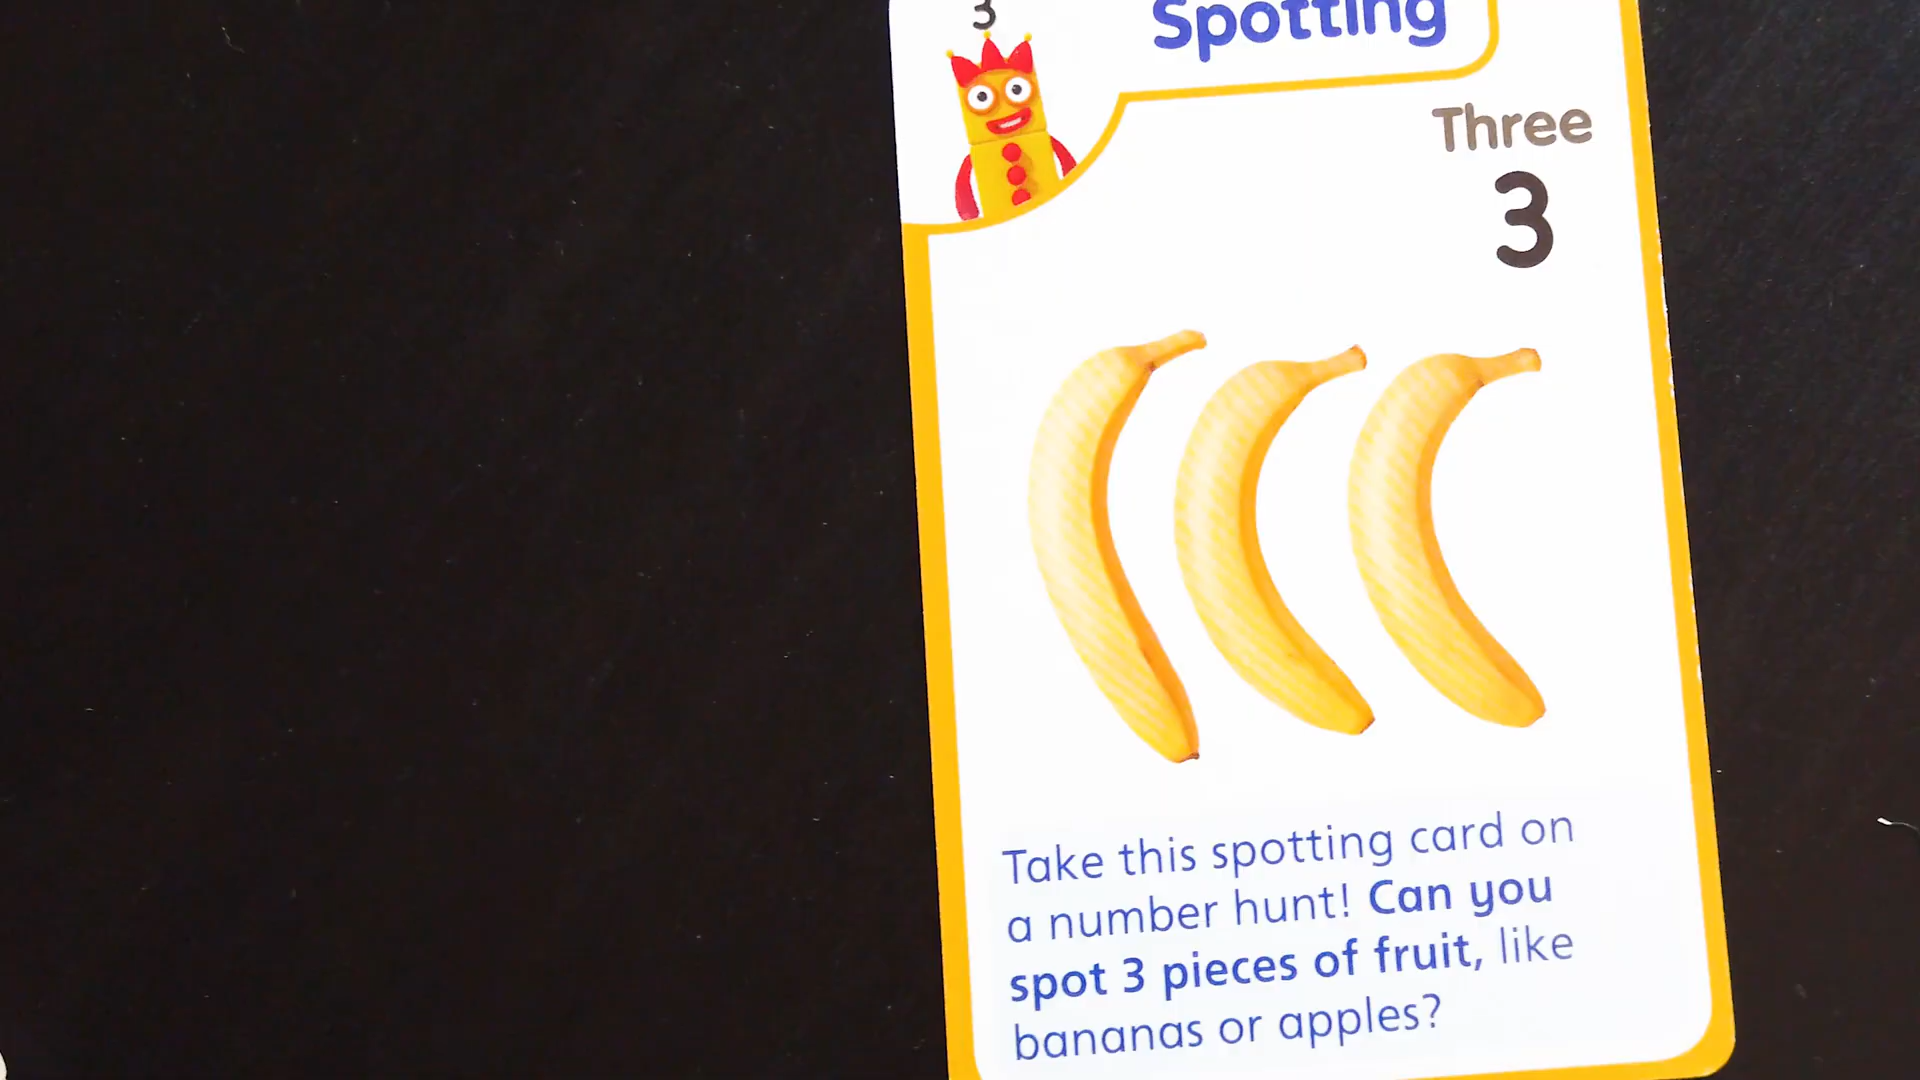 3
Spotting
Three
3
Take this spotting card on
a number hunt! Can you
spot 3 pieces of fruit, like
bananas or apples?